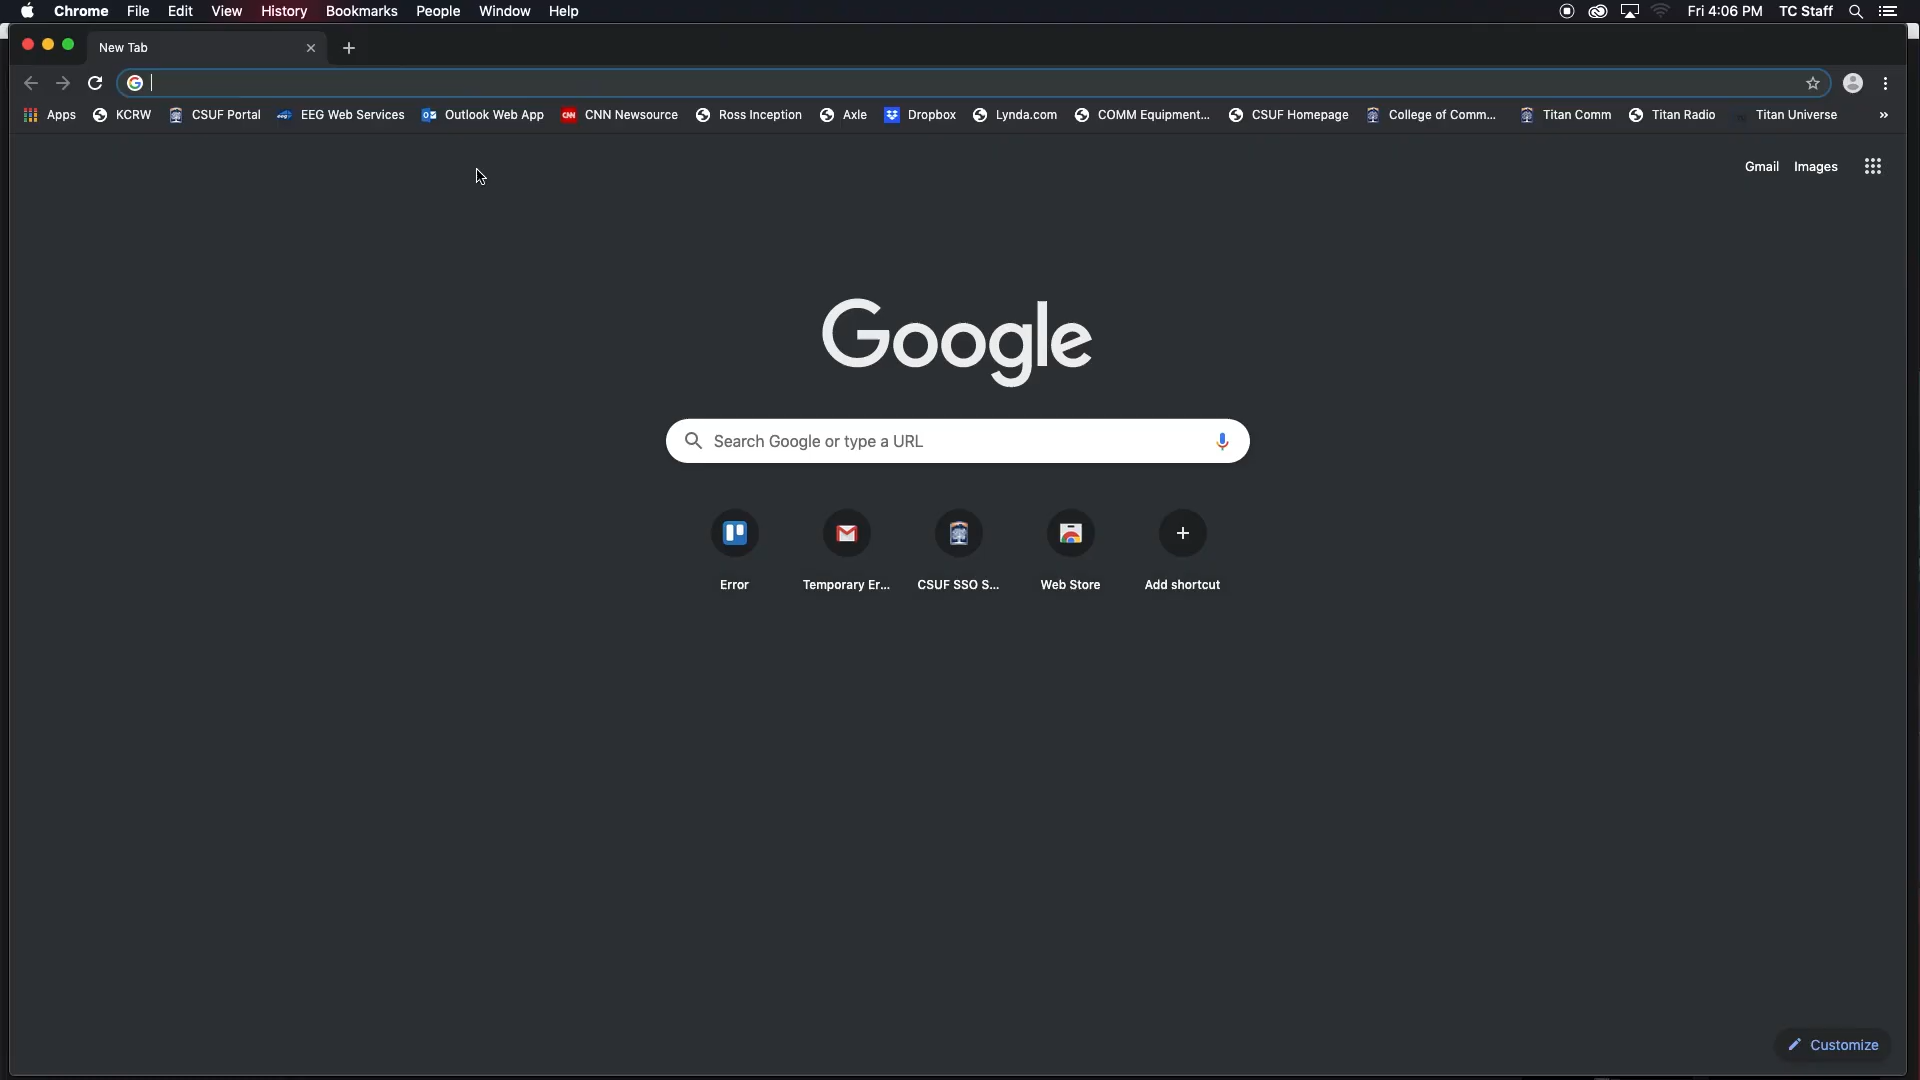 Chrome File Edit View History Bookmarks People Window Help Fri 4:06 PM TC Staff
New Tab
Apps KCRW CSUF Portal EEG Web Services Outlook Web App CNN Newsource Ross Inception Axle Dropbox Lynda.com COMM Equipment... CSUF Homepage College of Comm... Titan Comm Titan Radio Titan Universe »
Gmail Images
Google
Search Google or type a URL
Error Temporary Er... CSUF SSO S... Web Store Add shortcut
Customize